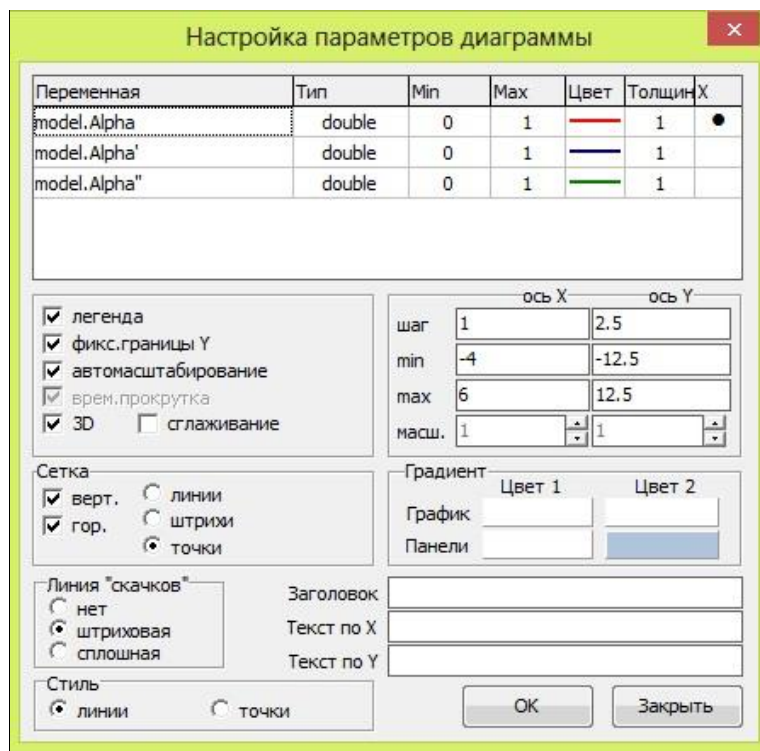 Настройка параметров диаграммы
Переменная Тип Min Max Цвет Толщин X
model.Alpha double 0 1 1
model.Alpha' double 0 1 1
model.Alpha'' double 0 1 1
легенда
фикс.границы Y
автомасштабирование
врем.прокрутка
3D сглаживание
ось X ось Y
шаг 1 2.5
min -4 -12.5
max 6 12.5
масш. 1 1
Сетка
верт.
гор.
линии
штрихи
точки
Градиент
Цвет 1 Цвет 2
График
Панели
Линия "скачков"
нет
штриховая
сплошная
Заголовок
Текст по X
Текст по Y
Стиль
линии точки
OK Закрыть